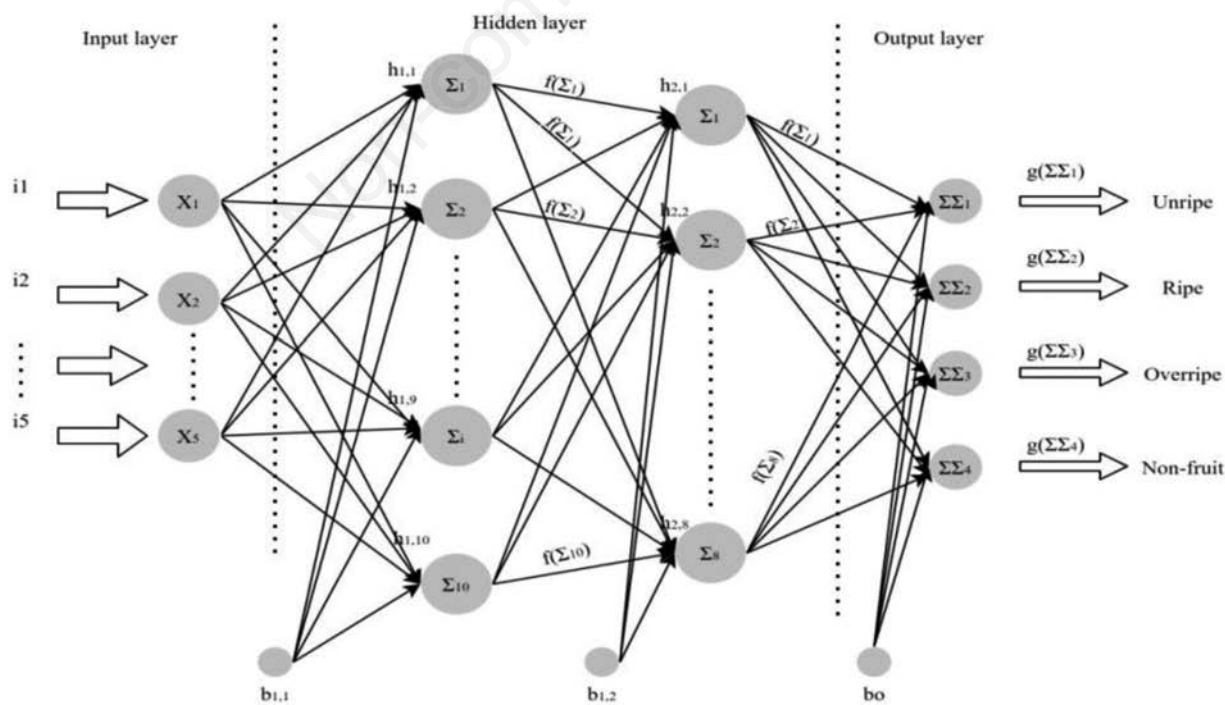 Input layer
Hidden layer
Output layer
i1
i2
i5
X₁
X₂
X₅
h₁,₁
Σ₁
h₁,₂
Σ₂
h₁,₉
Σᵢ
h₁,₁₀
Σ₁₀
f(Σ₁)
f(Σ₁)
f(Σ₂)
f(Σ₁₀)
h₂,₁
Σ₁
h₂,₂
Σ₂
h₂,₈
Σ₈
f(Σ₁)
f(Σ₂
f(Σ₈)
ΣΣ₁
ΣΣ₂
ΣΣ₃
ΣΣ₄
g(ΣΣ₁)
Unripe
g(ΣΣ₂)
Ripe
g(ΣΣ₃)
Overripe
g(ΣΣ₄)
Non-fruit
b₁,₁
b₁,₂
bo